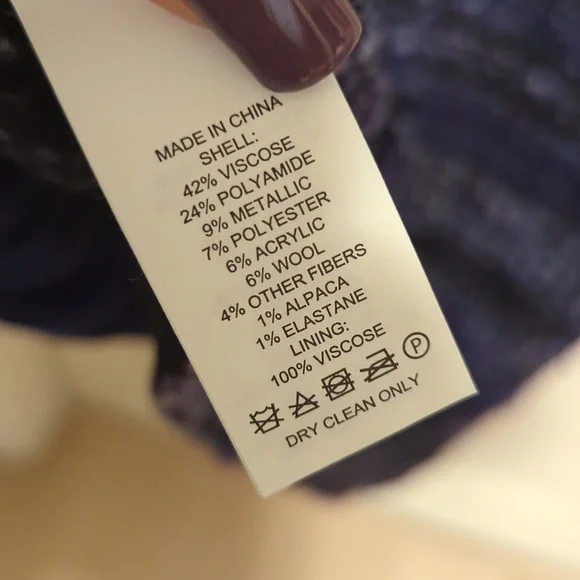 MADE IN CHINA
SHELL:
42% VISCOSE
24% POLYAMIDE
9% METALLIC
7% POLYESTER
6% ACRYLIC
6% WOOL
4% OTHER FIBERS
1% ALPACA
1% ELASTANE
LINING:
100% VISCOSE
P
DRY CLEAN ONLY